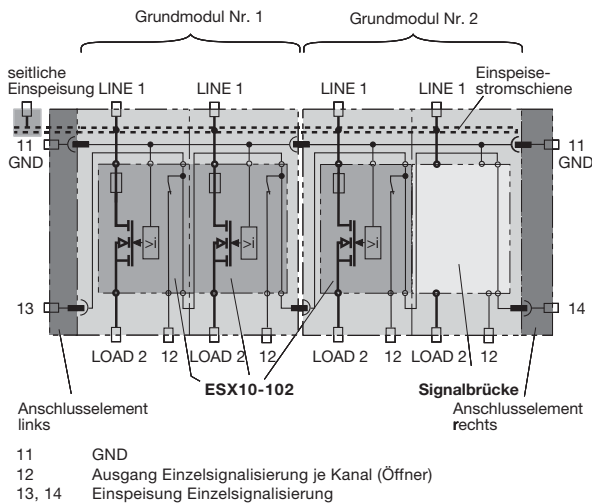 Grundmodul Nr. 1 Grundmodul Nr. 2
seitliche
Einspeisung
LINE 1 LINE 1 LINE 1 LINE 1
Einspeise-
stromschiene
11
GND
11
GND
>i
>i
>i
13
14
LOAD 2 12 LOAD 2 12 LOAD 2 12 LOAD 2 12
ESX10-102
Signalbrücke
Anschlusselement
links
Anschlusselement
rechts
11 GND
12 Ausgang Einzelsignalisierung je Kanal (Öffner)
13, 14 Einspeisung Einzelsignalisierung